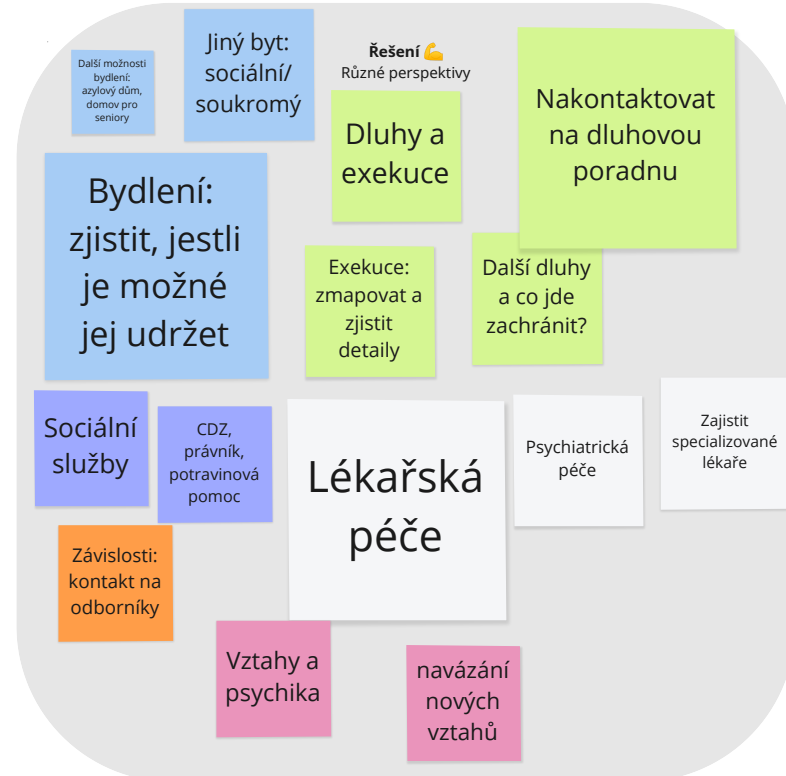 Další možnosti
bydlení:
azylový dům,
domov pro
seniory
Jiný byt:
sociální/
soukromý
Řešení 💪
Různé perspektivy
Dluhy a
exekuce
Nakontaktovat
na dluhovou
poradnu
Bydlení:
zjistit, jestli
je možné
jej udržet
Exekuce:
zmapovat a
zjistit
detaily
Další dluhy
a co jde
zachránit?
Sociální
služby
CDZ,
právník,
potravinová
pomoc
Lékařská
péče
Psychiatrická
péče
Zajistit
specializované
lékaře
Závislosti:
kontakt na
odborníky
Vztahy a
psychika
navázání
nových
vztahů